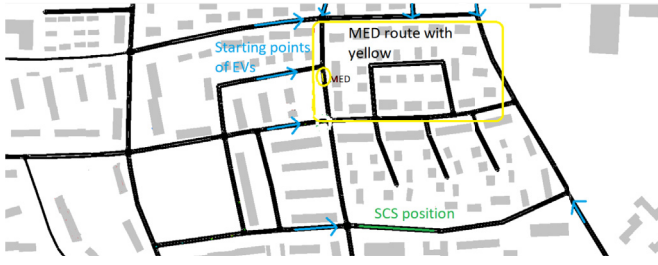 MED route with
yellow
Starting points
of EVs
MED
SCS position